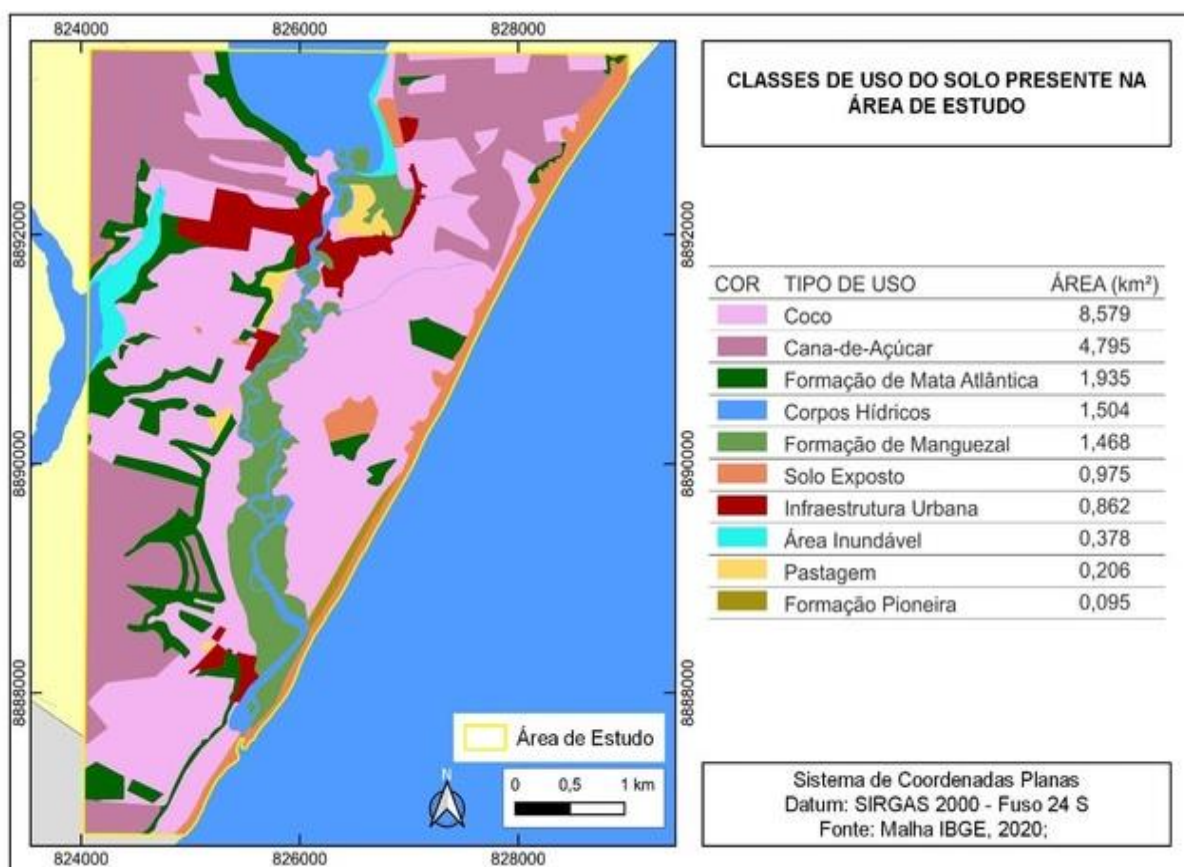 824000 826000 828000
CLASSES DE USO DO SOLO PRESENTE NA
ÁREA DE ESTUDO
8892000 8892000
8890000 8890000
8888000 8888000
COR TIPO DE USO ÁREA (km²)
Coco 8,579
Cana-de-Açúcar 4,795
Formação de Mata Atlântica 1,935
Corpos Hídricos 1,504
Formação de Manguezal 1,468
Solo Exposto 0,975
Infraestrutura Urbana 0,862
Área Inundável 0,378
Pastagem 0,206
Formação Pioneira 0,095
Área de Estudo
N
0 0,5 1 km
824000 826000 828000
Sistema de Coordenadas Planas
Datum: SIRGAS 2000 - Fuso 24 S
Fonte: Malha IBGE, 2020;